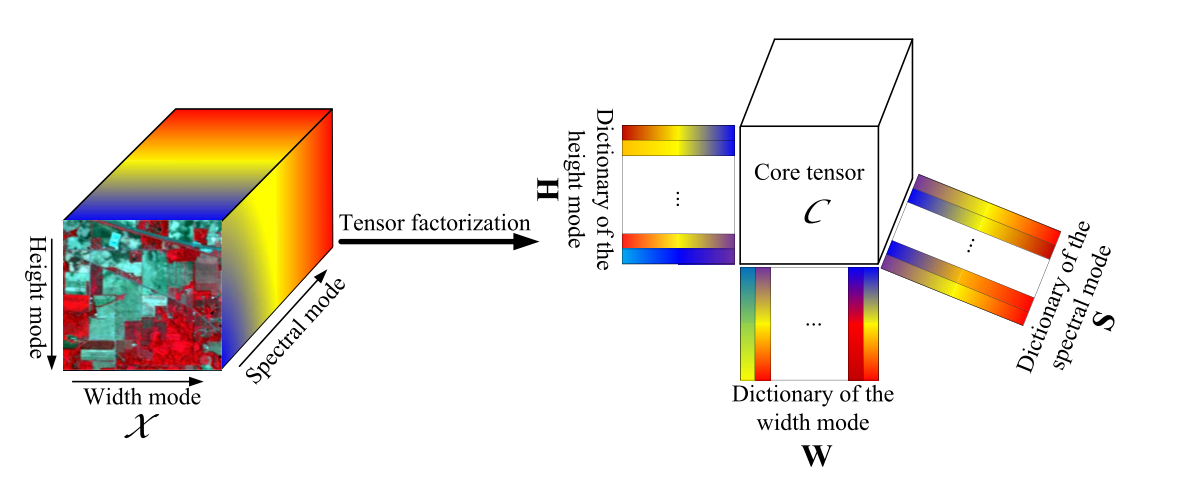 Height mode
Width mode
𝒳
Spectral mode
Tensor factorization
Dictionary of the
height mode
H
Core tensor
𝒞
...
...
...
Dictionary of the
width mode
W
Dictionary of the
spectral mode
S